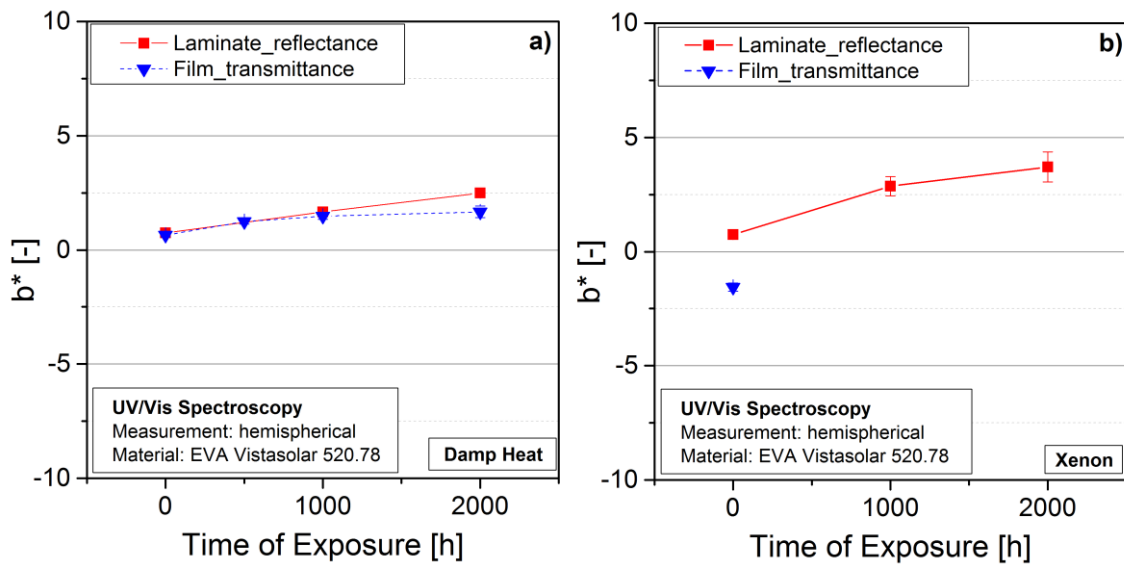 10
5
0
-5
-10
b* [-]
Laminate_reflectance
Film_transmittance
a)
UV/Vis Spectroscopy
Measurement: hemispherical
Material: EVA Vistasolar 520.78
Damp Heat
0
1000
2000
Time of Exposure [h]
10
5
0
-5
-10
b* [-]
Laminate_reflectance
Film_transmittance
b)
UV/Vis Spectroscopy
Measurement: hemispherical
Material: EVA Vistasolar 520.78
Xenon
0
1000
2000
Time of Exposure [h]